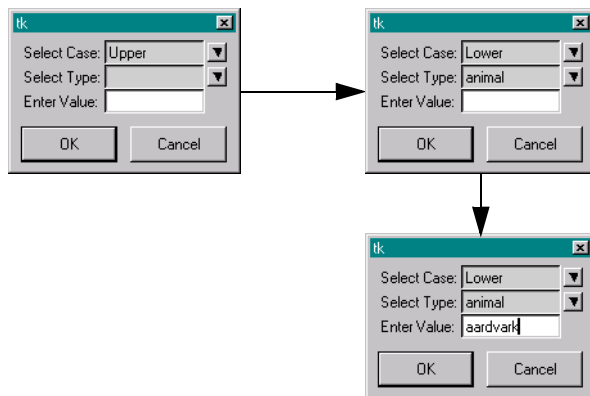 tk
Select Case: Upper
Select Type:
Enter Value:
OK Cancel
tk
Select Case: Lower
Select Type: animal
Enter Value:
OK Cancel
tk
Select Case: Lower
Select Type: animal
Enter Value: aardvark
OK Cancel